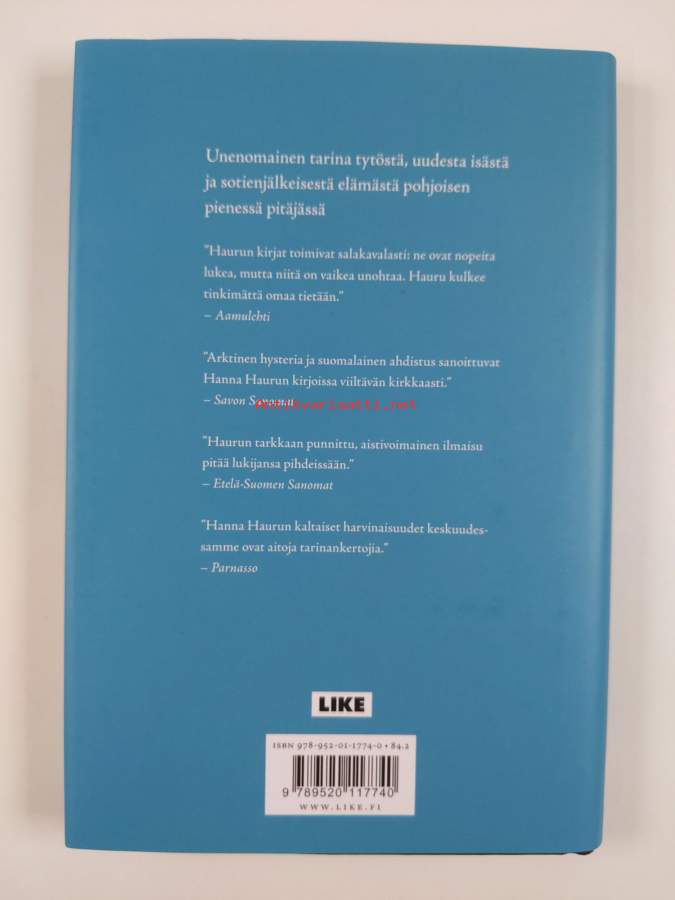 Unenomainen tarina tytöstä, uudesta isästä
ja sotienjälkeisestä elämästä pohjoisen
pienessä pitäjässä
"Haurun kirjat toimivat salakavalasti: ne ovat nopeita
lukea, mutta niitä on vaikea unohtaa. Hauru kulkee
tinkimättä omaa tietään."
– Aamulehti
"Arktinen hysteria ja suomalainen ahdistus sanoittuvat
Hanna Haurun kirjoissa viiltävän kirkkaasti."
– Savon Sanomat
Antikvariaatti.net
"Haurun tarkkaan punnittu, aistivoimainen ilmaisu
pitää lukijansa pihdeissään."
– Etelä-Suomen Sanomat
"Hanna Haurun kaltaiset harvinaisuudet keskuudes-
samme ovat aitoja tarinankertojia."
– Parnasso
LIKE
ISBN 978-952-01-1774-0 • 84.2
9 789520 117740
WWW.LIKE.FI